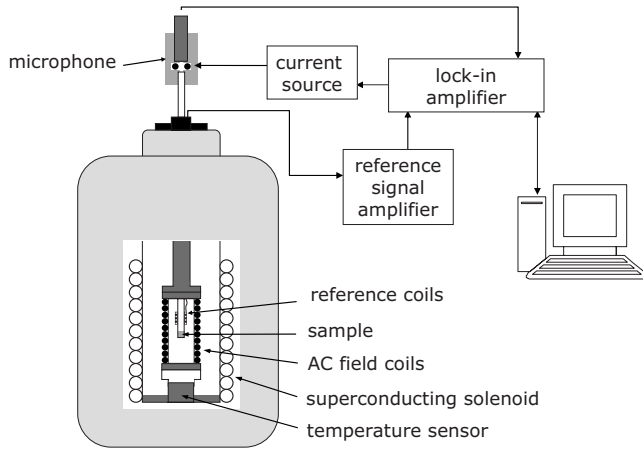 microphone
current
source
lock-in
amplifier
reference
signal
amplifier
reference coils
sample
AC field coils
superconducting solenoid
temperature sensor